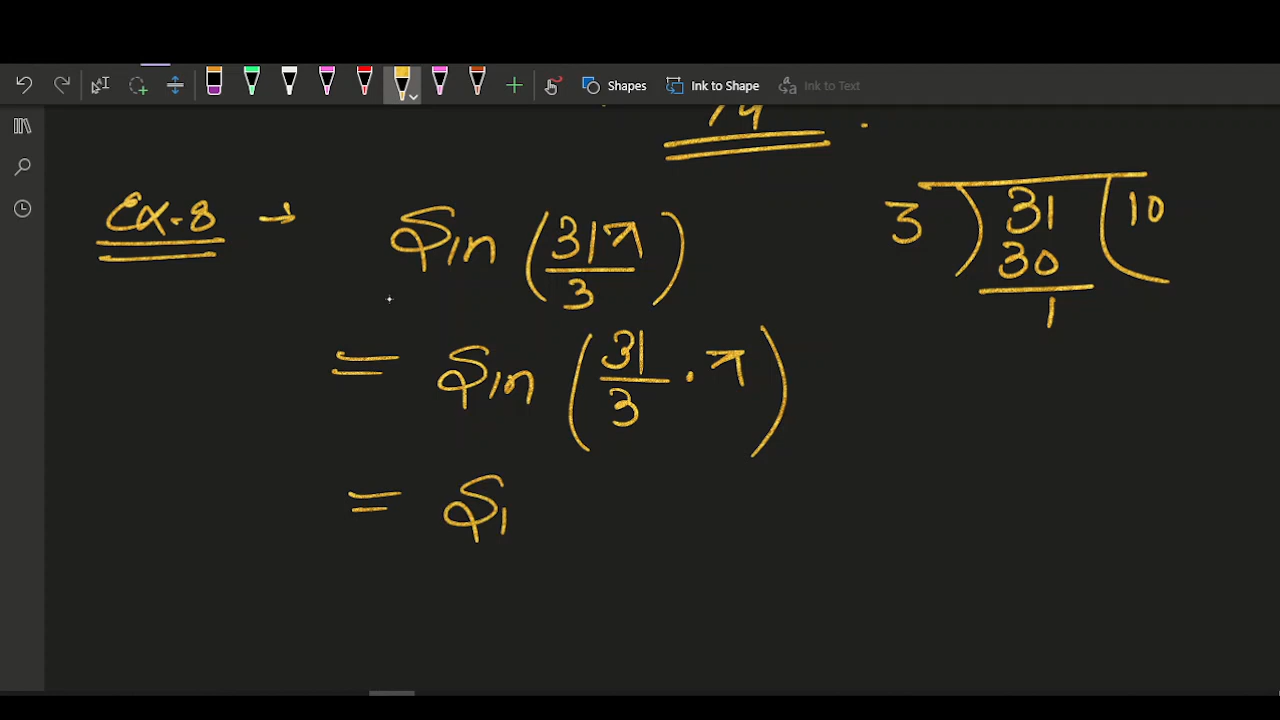 Shapes Ink to Shape Ink to Text
Ex-8 → Sin (31π/3)
= Sin (31/3 · π)
= Si
3 ) 31 ( 10
30
1